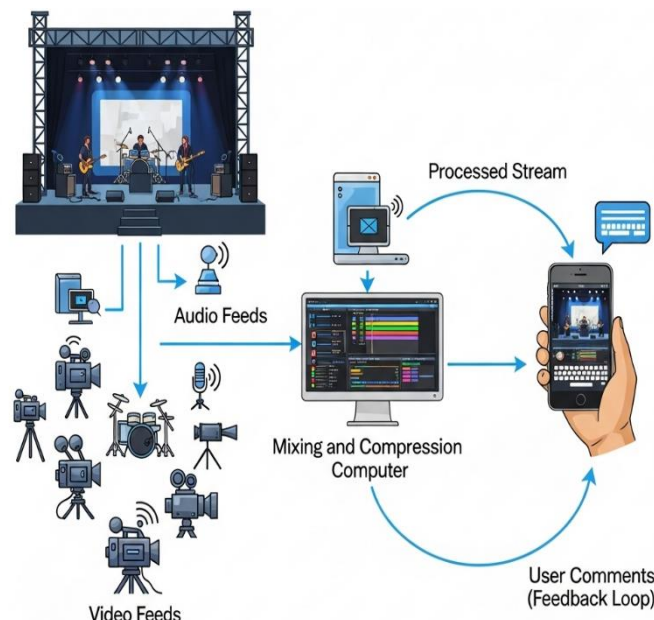 Processed Stream
Audio Feeds
Mixing and Compression
Computer
User Comments
(Feedback Loop)
Video Feeds